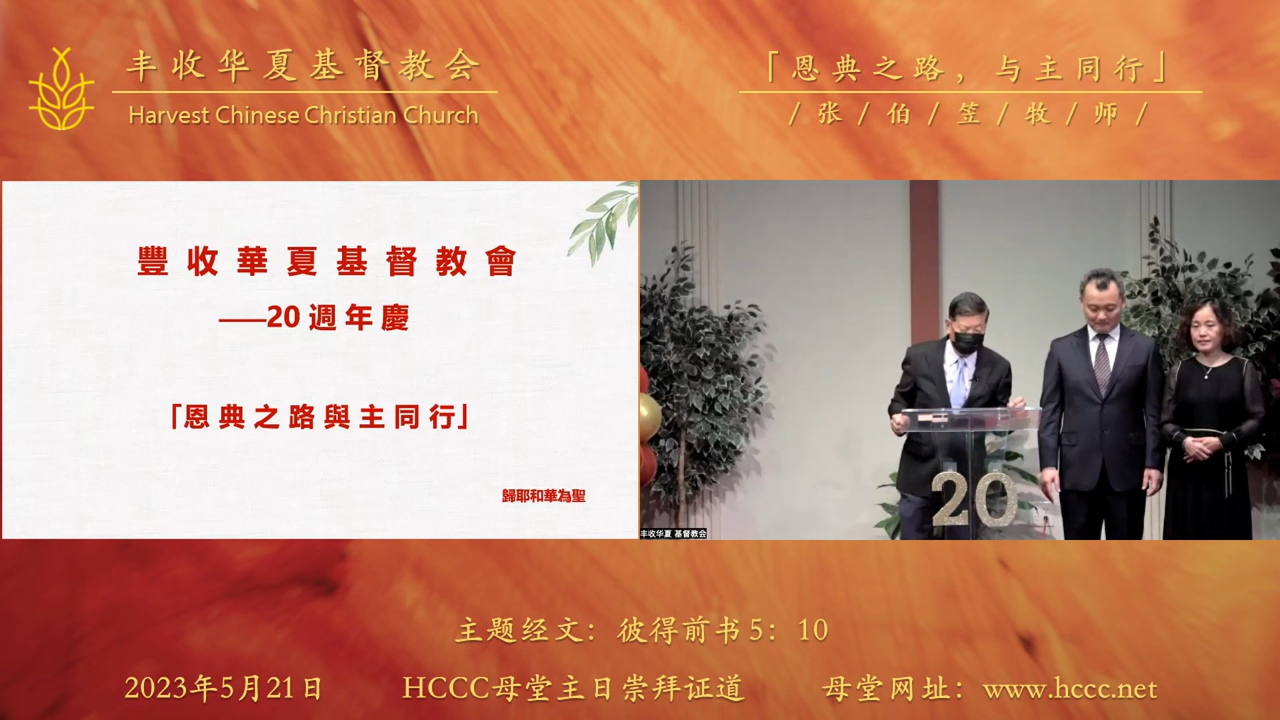 丰收华夏基督教会
Harvest Chinese Christian Church
「恩典之路，与主同行」
/ 张 / 伯 / 笠 / 牧 / 师 /
豐收華夏基督教會
——20週年慶
「恩典之路與主同行」
歸耶和華為聖
20
丰收华夏 基督教会
主题经文：彼得前书5：10
2023年5月21日 HCCC母堂主日崇拜证道 母堂网址：www.hccc.net